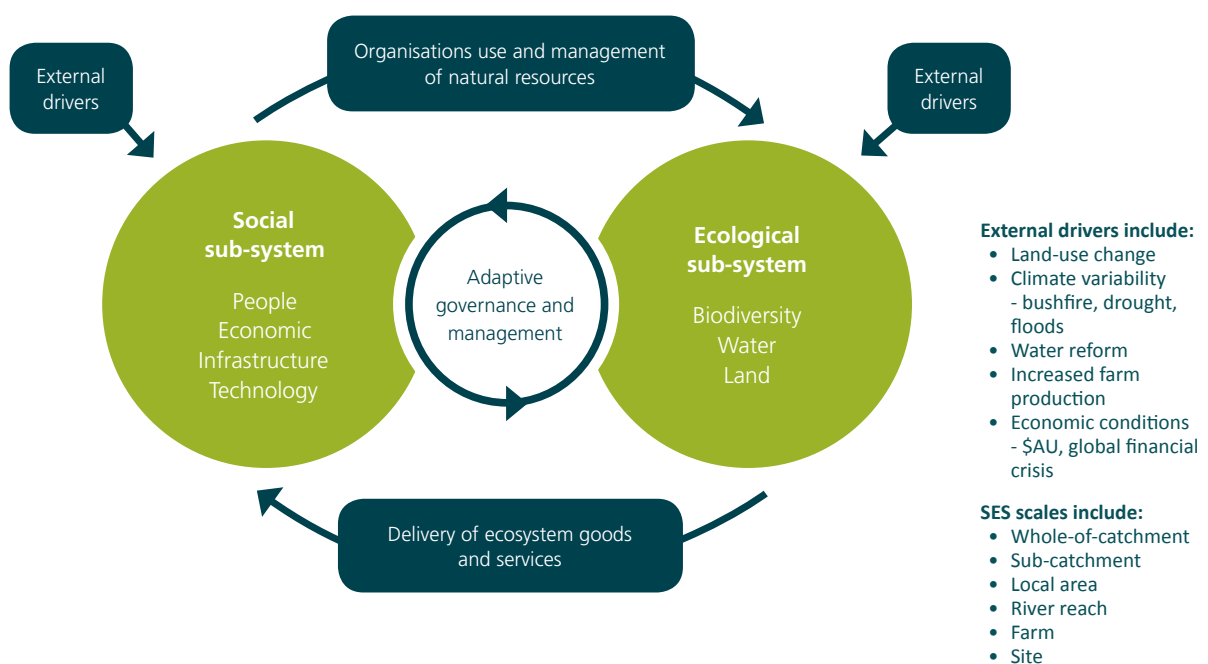 Organisations use and management
of natural resources
External
drivers
External
drivers
Social
sub-system
People
Economic
Infrastructure
Technology
Adaptive
governance and
management
Ecological
sub-system
Biodiversity
Water
Land
Delivery of ecosystem goods
and services
External drivers include:
• Land-use change
• Climate variability
- bushfire, drought,
floods
• Water reform
• Increased farm
production
• Economic conditions
- $AU, global financial
crisis
SES scales include:
• Whole-of-catchment
• Sub-catchment
• Local area
• River reach
• Farm
• Site